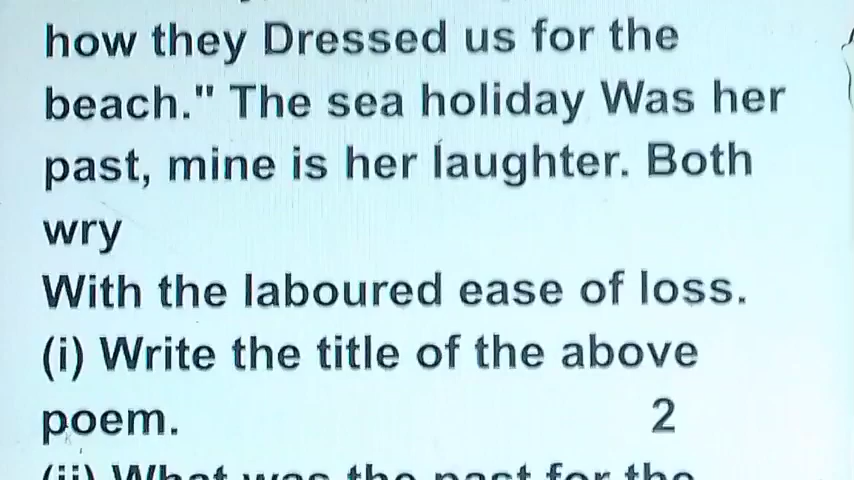 how they Dressed us for the
beach." The sea holiday Was her
past, mine is her laughter. Both
wry
With the laboured ease of loss.
(i) Write the title of the above
poem. 2
(ii) What was the past for the